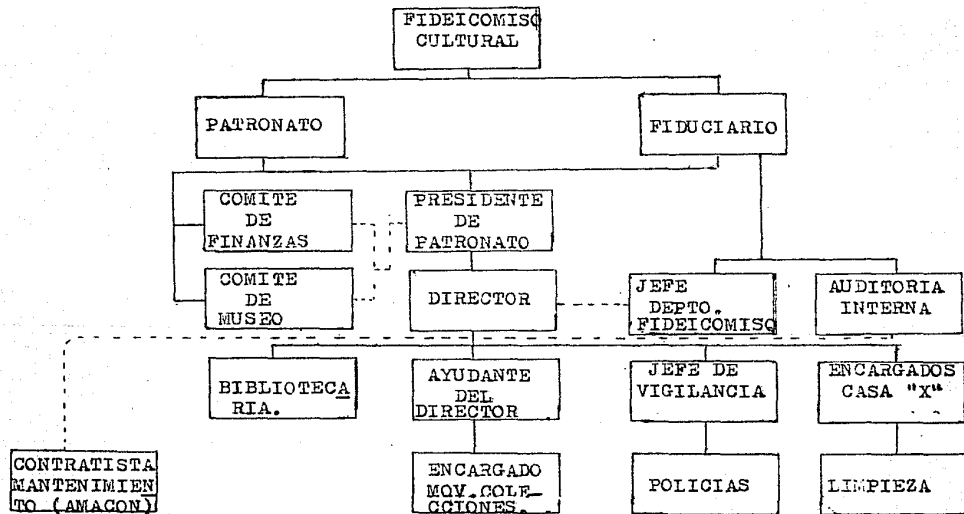 FIDEICOMISO
CULTURAL
PATRONATO
FIDUCIARIO
COMITE
DE
FINANZAS
PRESIDENTE
DE
PATRONATO
COMITE
DE
MUSEO
DIRECTOR
JEFE
DEPTO.
FIDEICOMISO
AUDITORIA
INTERNA
BIBLIOTECA
RIA.
AYUDANTE
DEL
DIRECTOR
JEFE DE
VIGILANCIA
ENCARGADOS
CASA "X"
CONTRATISTA
MANTENIMIEN
TO (AMACON)
ENCARGADO
MOV.COLE-
CCIONES.
POLICIAS
LIMPIEZA